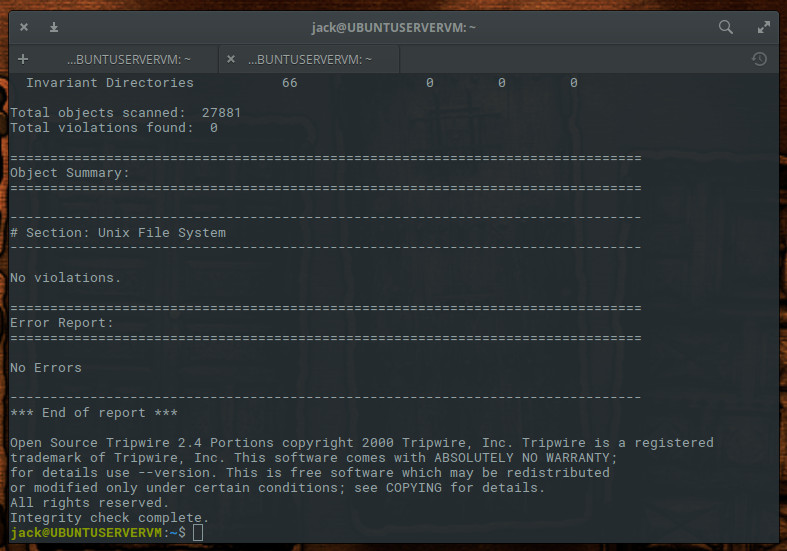 jack@UBUNTUSERVERVM: ~
...BUNTUSERVERVM: ~
...BUNTUSERVERVM: ~
Invariant Directories 66 0 0 0
Total objects scanned: 27881
Total violations found: 0
===============================================================================
Object Summary:
===============================================================================
-------------------------------------------------------------------------------
# Section: Unix File System
-------------------------------------------------------------------------------
No violations.
===============================================================================
Error Report:
===============================================================================
No Errors
-------------------------------------------------------------------------------
*** End of report ***
Open Source Tripwire 2.4 Portions copyright 2000 Tripwire, Inc. Tripwire is a registered
trademark of Tripwire, Inc. This software comes with ABSOLUTELY NO WARRANTY;
for details use --version. This is free software which may be redistributed
or modified only under certain conditions; see COPYING for details.
All rights reserved.
Integrity check complete.
jack@UBUNTUSERVERVM:~$